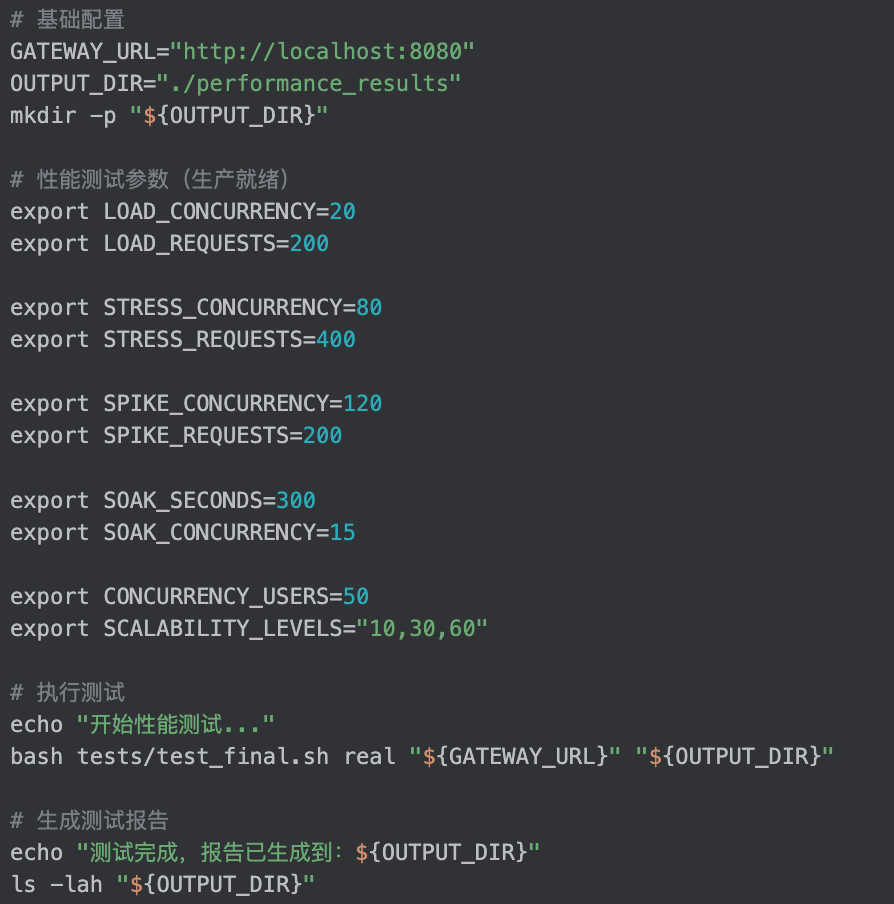 # 基础配置
GATEWAY_URL="http://localhost:8080"
OUTPUT_DIR="./performance_results"
mkdir -p "${OUTPUT_DIR}"
# 性能测试参数（生产就绪）
export LOAD_CONCURRENCY=20
export LOAD_REQUESTS=200
export STRESS_CONCURRENCY=80
export STRESS_REQUESTS=400
export SPIKE_CONCURRENCY=120
export SPIKE_REQUESTS=200
export SOAK_SECONDS=300
export SOAK_CONCURRENCY=15
export CONCURRENCY_USERS=50
export SCALABILITY_LEVELS="10,30,60"
# 执行测试
echo "开始性能测试..."
bash tests/test_final.sh real "${GATEWAY_URL}" "${OUTPUT_DIR}"
# 生成测试报告
echo "测试完成，报告已生成到：${OUTPUT_DIR}"
ls -lah "${OUTPUT_DIR}"